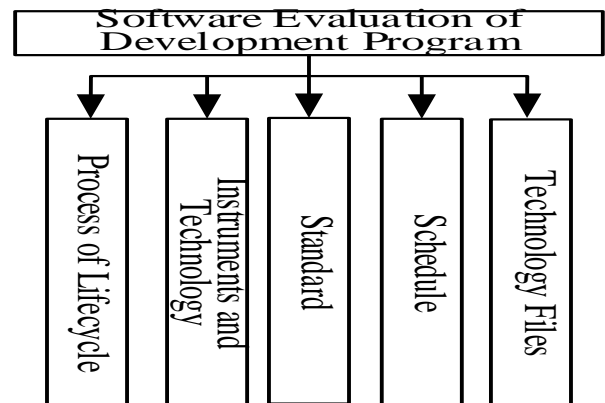 Software Evaluation of
Development Program
Process of Lifecycle
Instruments and
Technology
Standard
Schedule
Technology Files